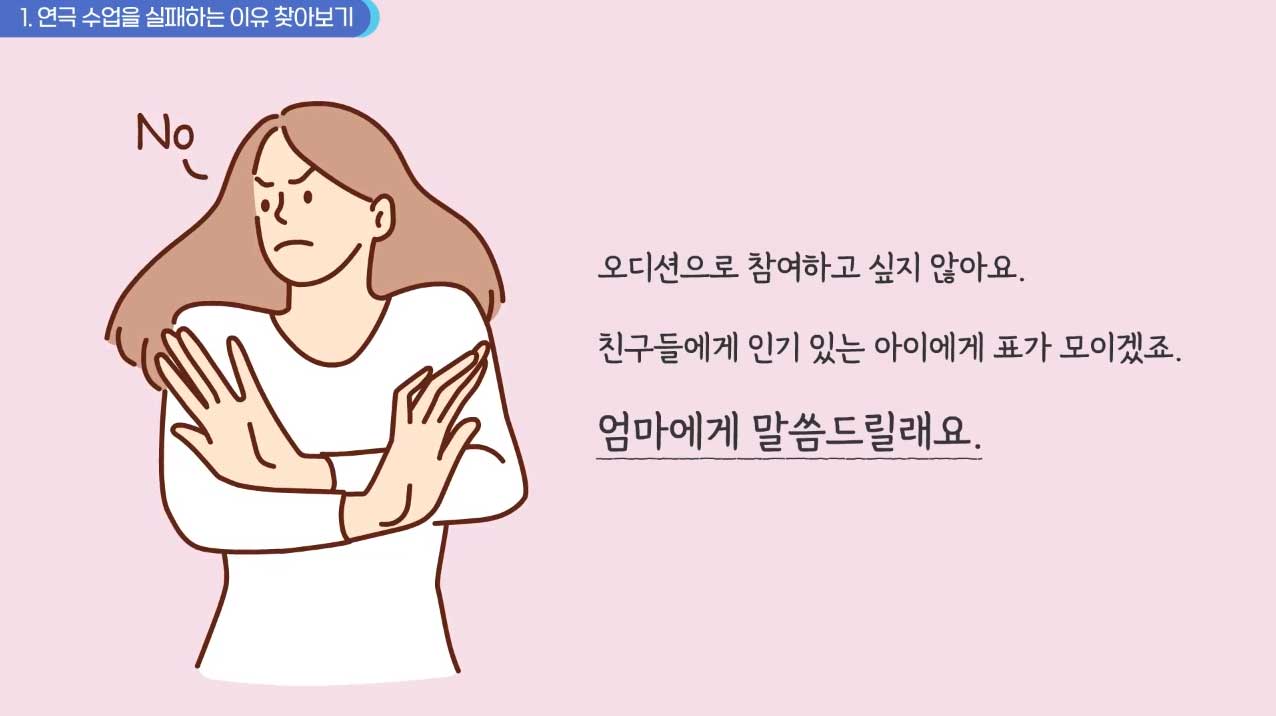 1. 연극 수업을 실패하는 이유 찾아보기
No
오디션으로 참여하고 싶지 않아요.
친구들에게 인기 있는 아이에게 표가 모이겠죠.
엄마에게 말씀드릴래요.